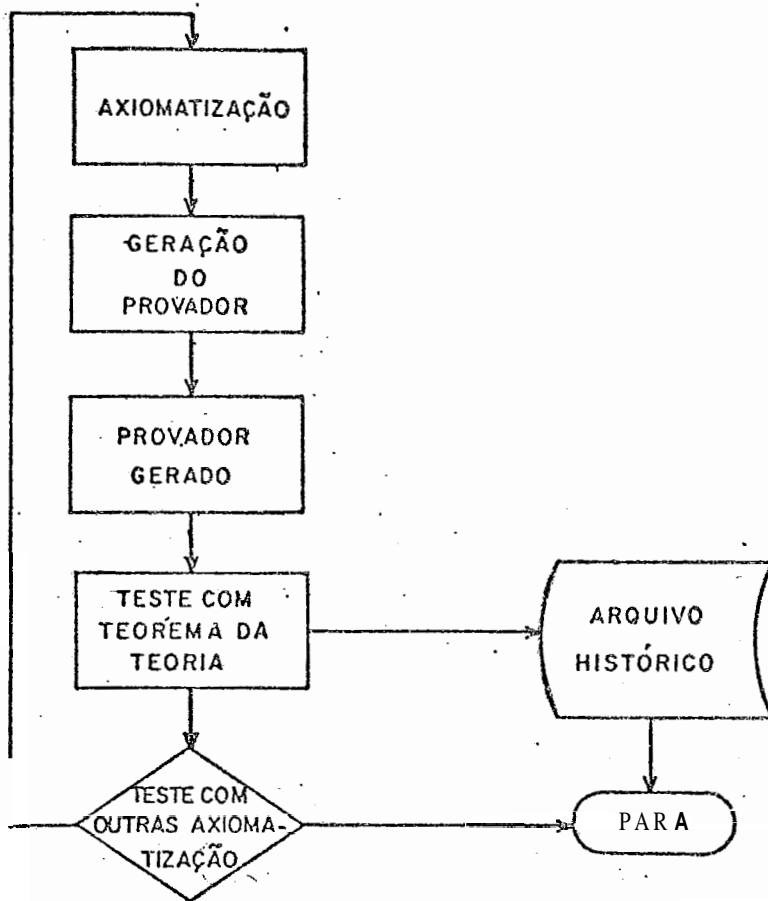 AXIOMATIZAÇÃO
GERAÇÃO
DO
PROVADOR
PROVADOR
GERADO
TESTE COM
TEOREMA DA
TEORIA
ARQUIVO
HISTÓRICO
TESTE COM
OUTRAS AXIOMA-
TIZAÇÃO
PARA